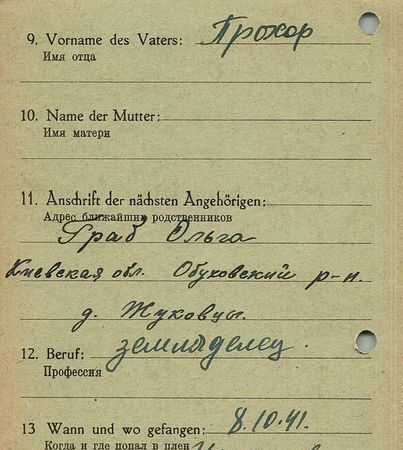 9. Vorname des Vaters: Прохор
Имя отца
10. Name der Mutter:
Имя матери
11. Anschrift der nächsten Angehörigen:
Адрес ближайших родственников
Граб Ольга
Киевская обл. Обуховский р-н.
д. Жуковцы.
12. Beruf: земледелец.
Профессия
13 Wann und wo gefangen: 8.10.41.
Когда и где попал в плен